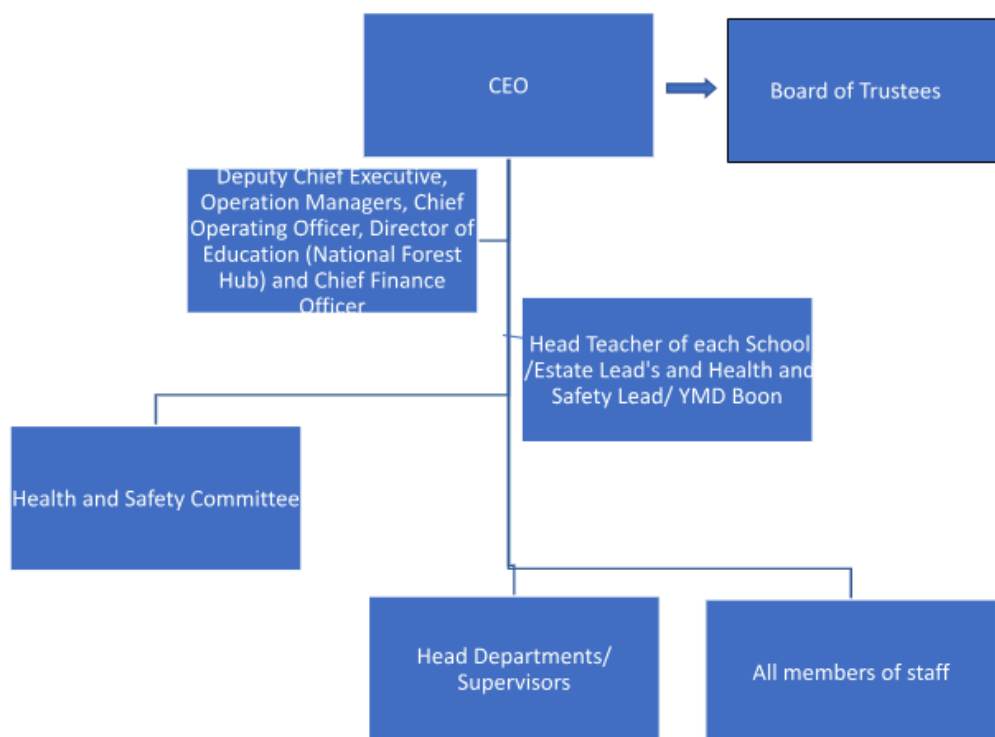 CEO
Board of Trustees
Deputy Chief Executive,
Operation Managers, Chief
Operating Officer, Director of
Education (National Forest
Hub) and Chief Finance
Officer
Head Teacher of each School
/Estate Lead's and Health and
Safety Lead/ YMD Boon
Health and Safety Committee
Head Departments/
Supervisors
All members of staff